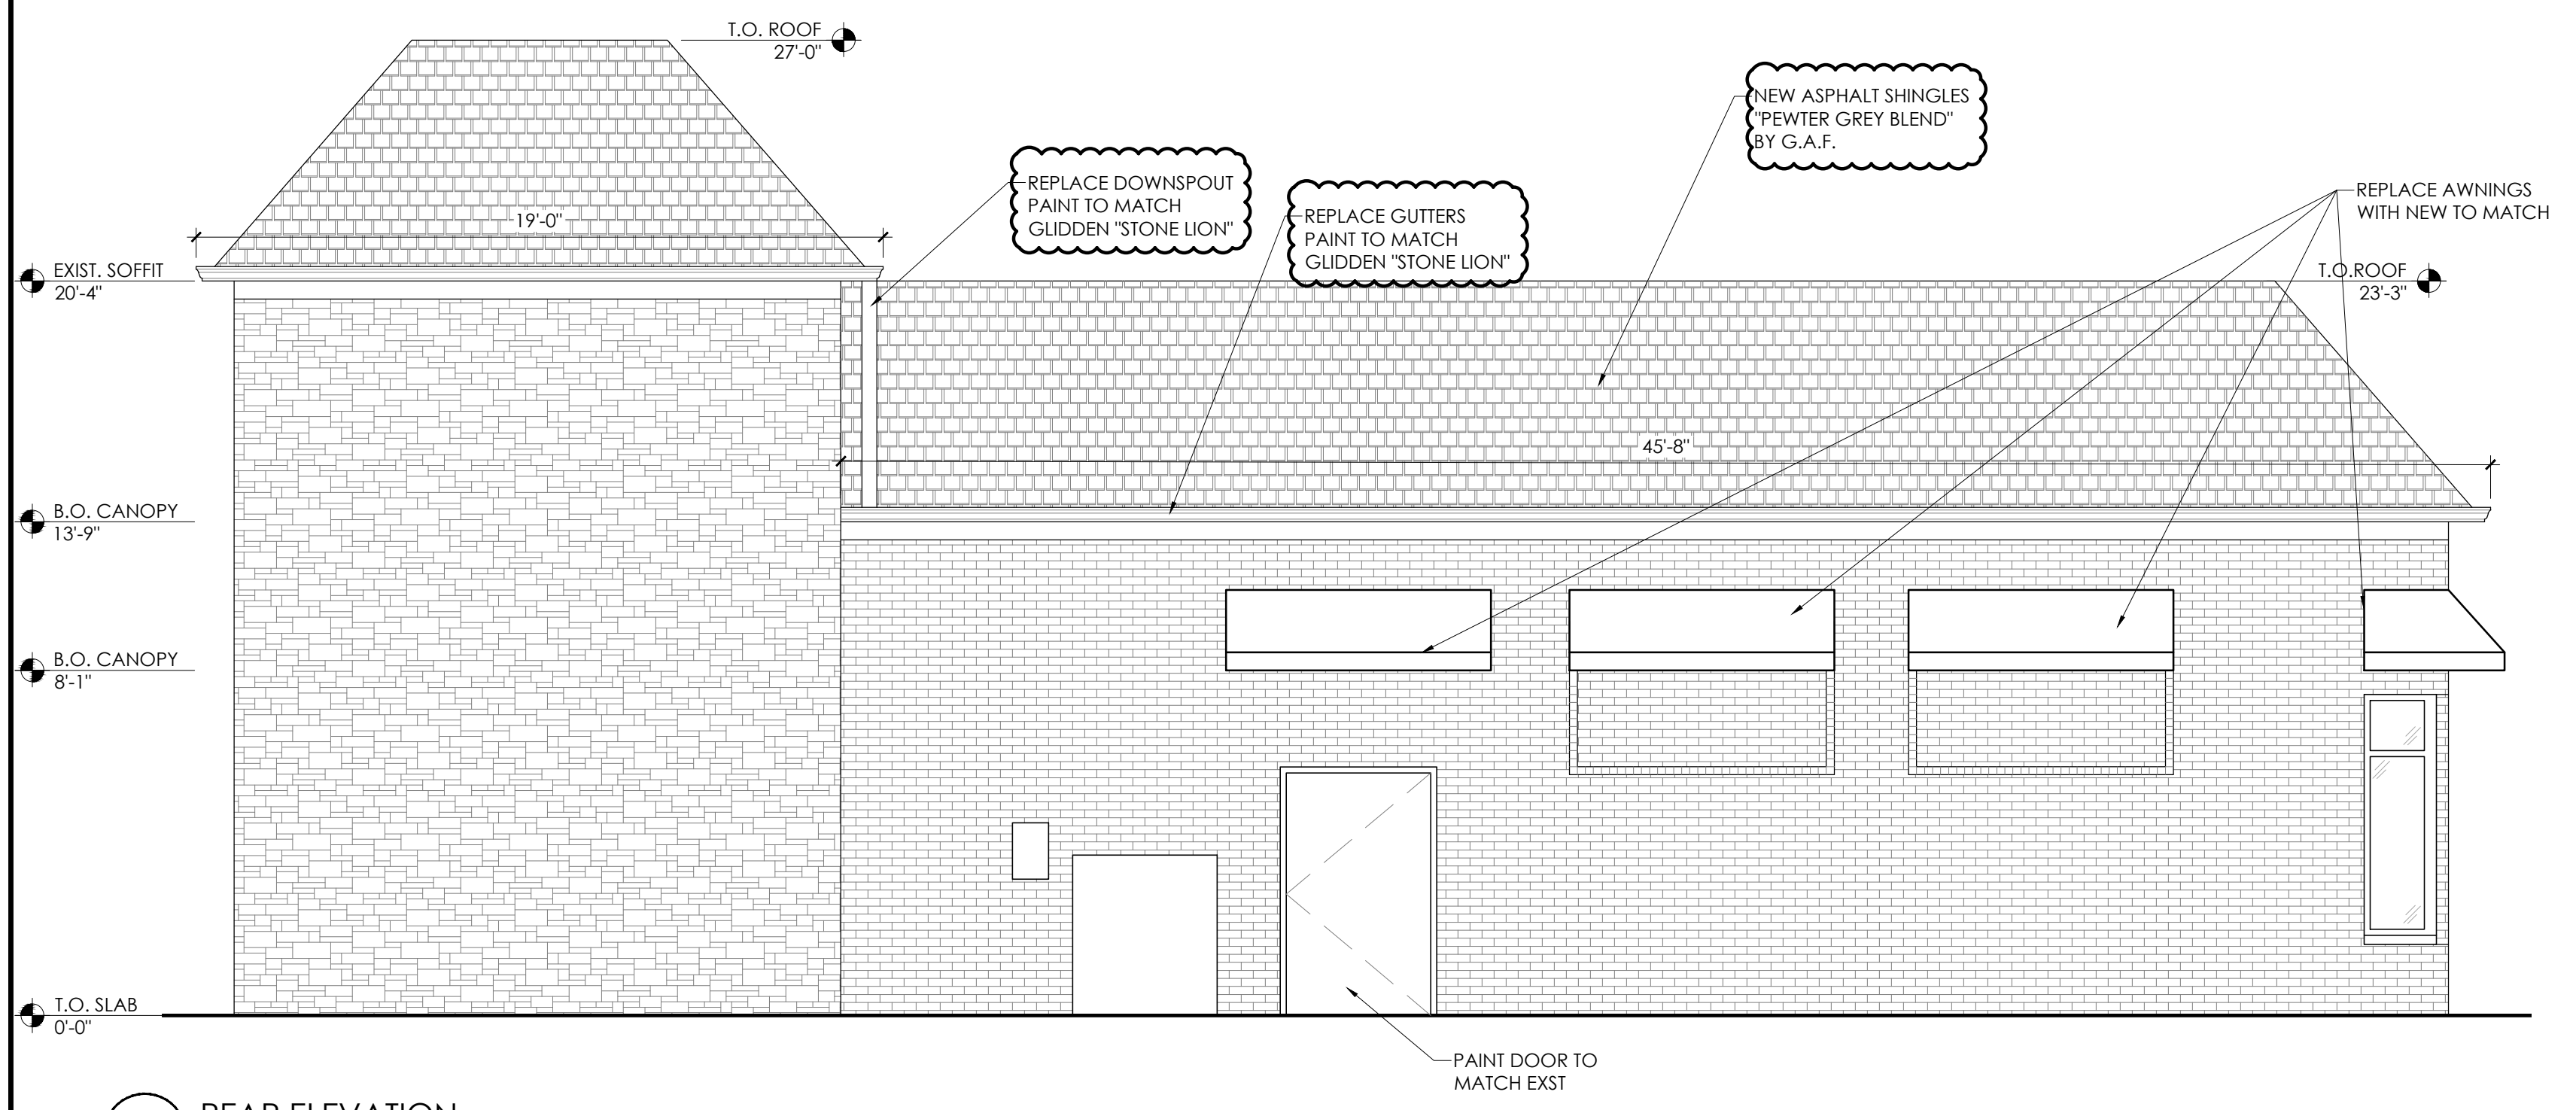 T.O. ROOF
27'-0"
NEW ASPHALT SHINGLES
"PEWTER GREY BLEND"
BY G.A.F.
REPLACE DOWNSPOUT
PAINT TO MATCH
GLIDDEN "STONE LION"
REPLACE GUTTERS
PAINT TO MATCH
GLIDDEN "STONE LION"
REPLACE AWNINGS
WITH NEW TO MATCH
19'-0"
EXIST. SOFFIT
20'-4"
T.O.ROOF
23'-3"
45'-8"
B.O. CANOPY
13'-9"
B.O. CANOPY
8'-1"
T.O. SLAB
0'-0"
PAINT DOOR TO
MATCH EXST
REAR ELEVATION